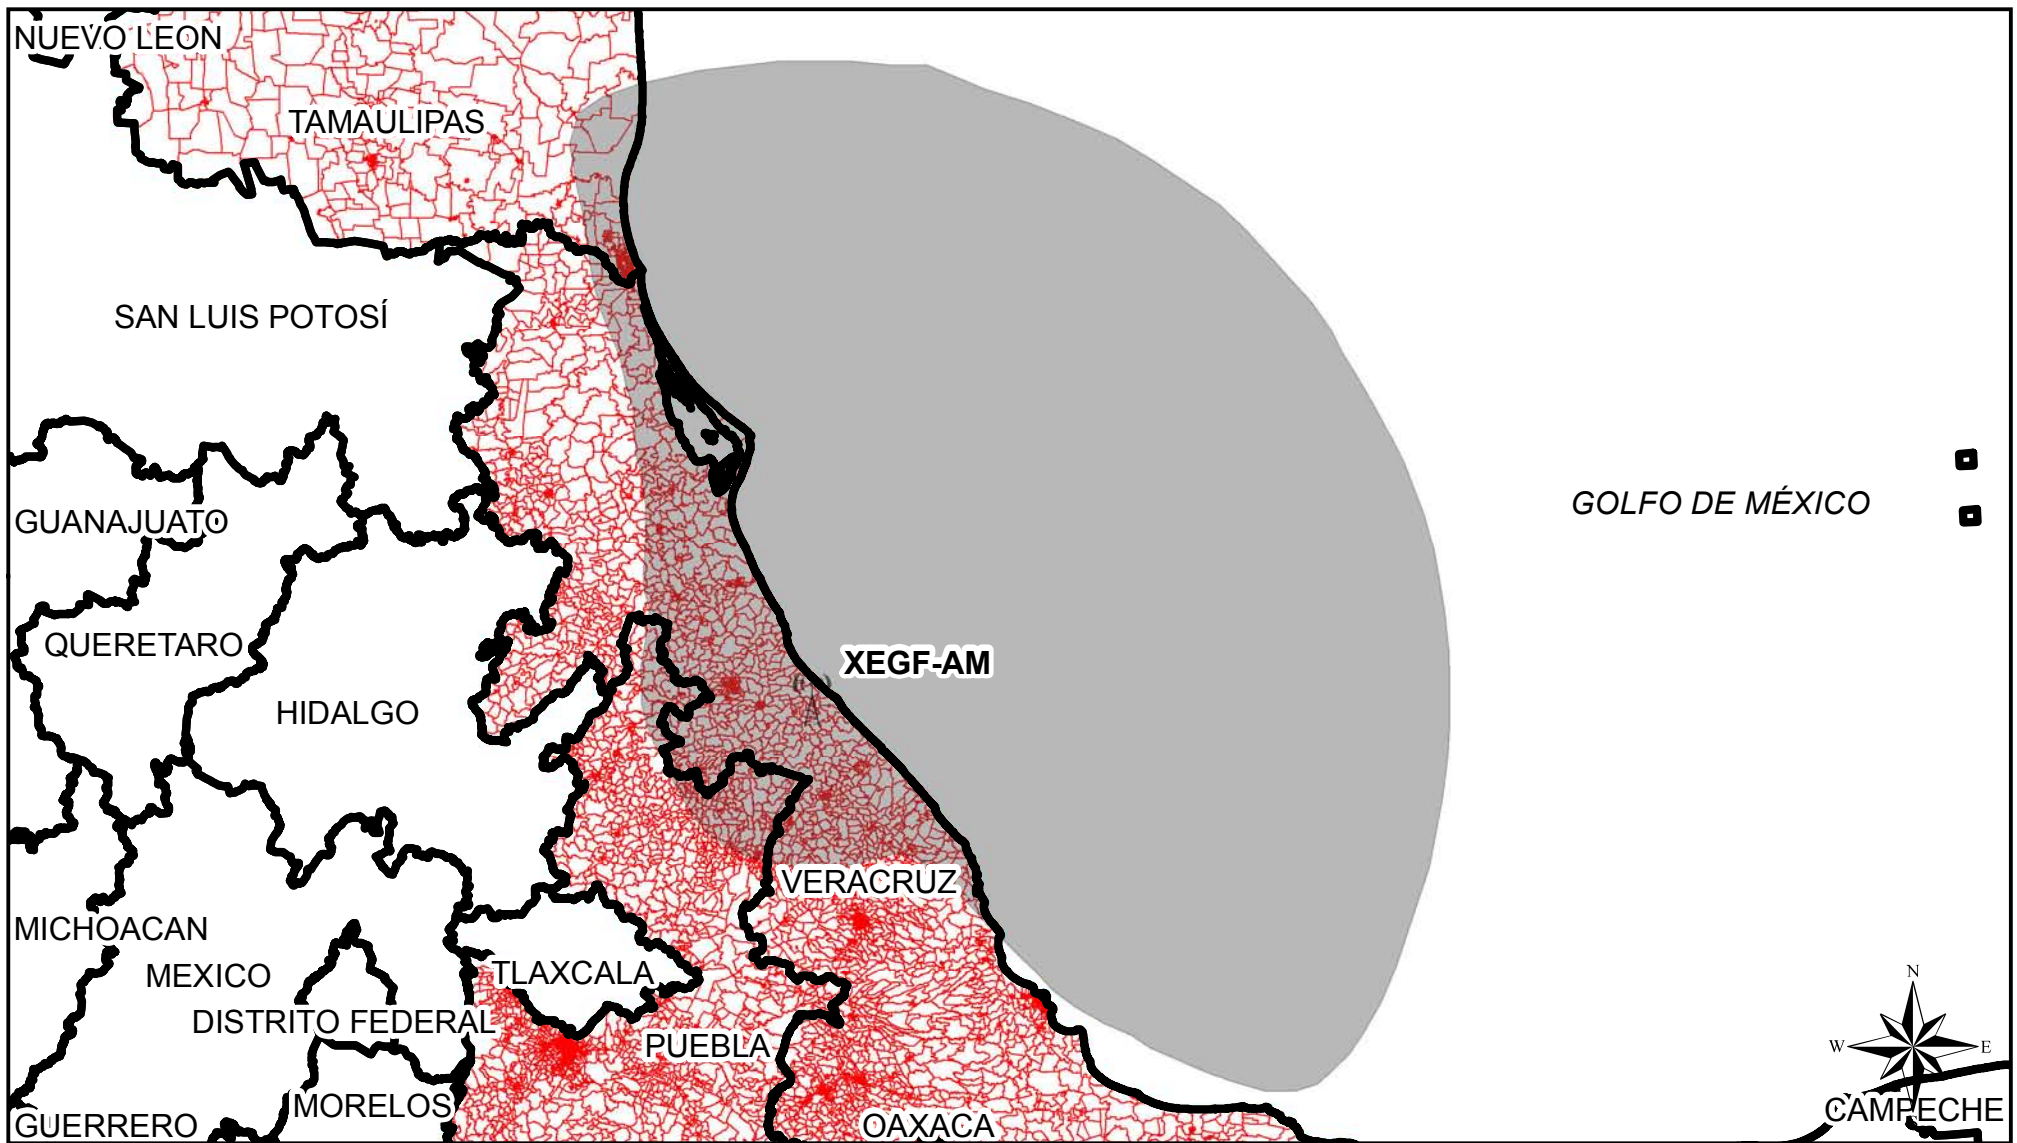 NUEVO LEON
TAMAULIPAS
SAN LUIS POTOSÍ
GOLFO DE MÉXICO
GUANAJUATO
QUERETARO
XEGF-AM
HIDALGO
VERACRUZ
MICHOACAN
MEXICO
TLAXCALA
N
DISTRITO FEDERAL
PUEBLA
W
E
MORELOS
CAMPECHE
GUERRERO
OAXACA